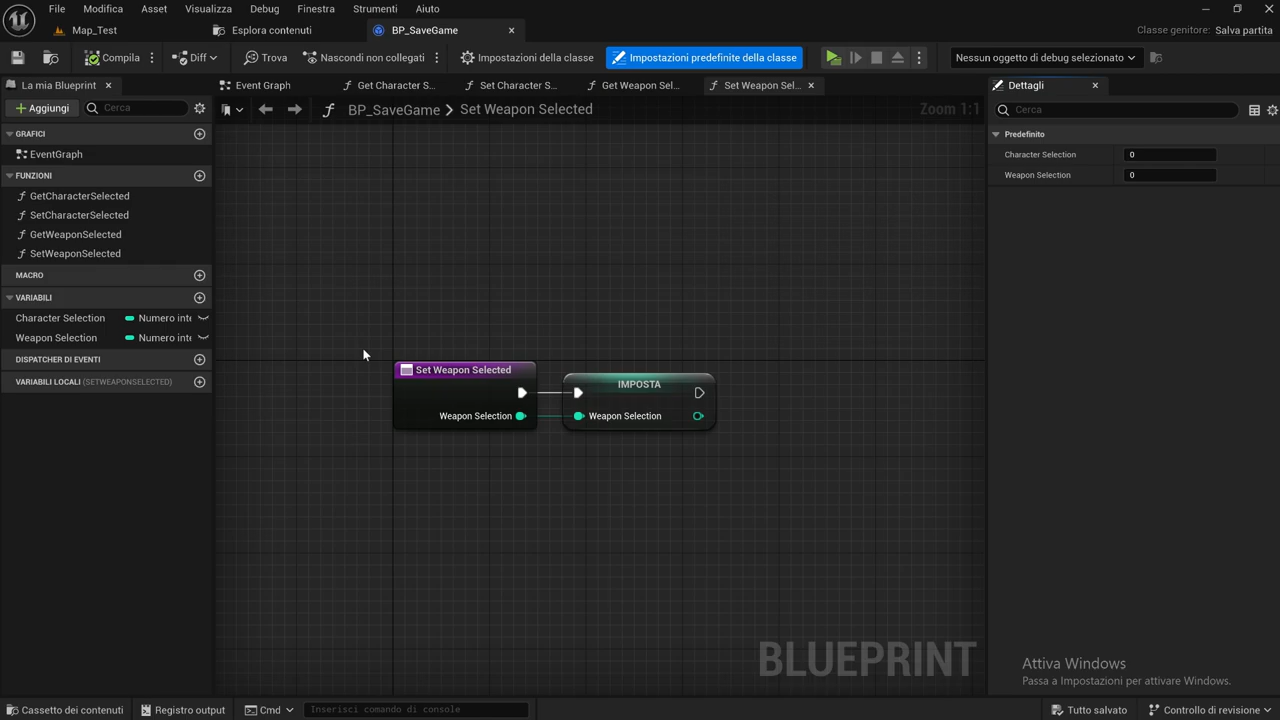 File Modifica Asset Visualizza Debug Finestra Strumenti Aiuto
Map_Test Esplora contenuti BP_SaveGame Classe genitore: Salva partita
Compila Diff Trova Nascondi non collegati Impostazioni della classe Impostazioni predefinite della classe Nessun oggetto di debug selezionato
La mia Blueprint Event Graph Get Character S... Set Character S... Get Weapon Sel... Set Weapon Sel... Dettagli
Aggiungi Cerca BP_SaveGame > Set Weapon Selected Zoom 1:1 Cerca
GRAFICI Predefinito
EventGraph Character Selection 0
FUNZIONI Weapon Selection 0
GetCharacterSelected
SetCharacterSelected
GetWeaponSelected
SetWeaponSelected
MACRO
VARIABILI
Character Selection Numero inte
Weapon Selection Numero inte
DISPATCHER DI EVENTI
VARIABILI LOCALI (SETWEAPONSELECTED)
Set Weapon Selected IMPOSTA
Weapon Selection Weapon Selection
BLUEPRINT
Attiva Windows
Passa a Impostazioni per attivare Windows.
Cassetto dei contenuti Registro output Cmd Inserisci comando di console Tutto salvato Controllo di revisione